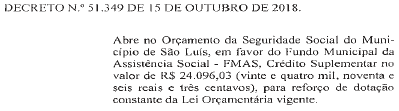 DECRETO N.º 51.349 DE 15 DE OUTUBRO DE 2018.
Abre no Orçamento da Seguridade Social do Muni-
cípio de São Luís, em favor do Fundo Municipal da
Assistência Social - FMAS, Crédito Suplementar no
valor de R$ 24.096,03 (vinte e quatro mil, noventa e
seis reais e três centavos), para reforço de dotação
constante da Lei Orçamentária vigente.